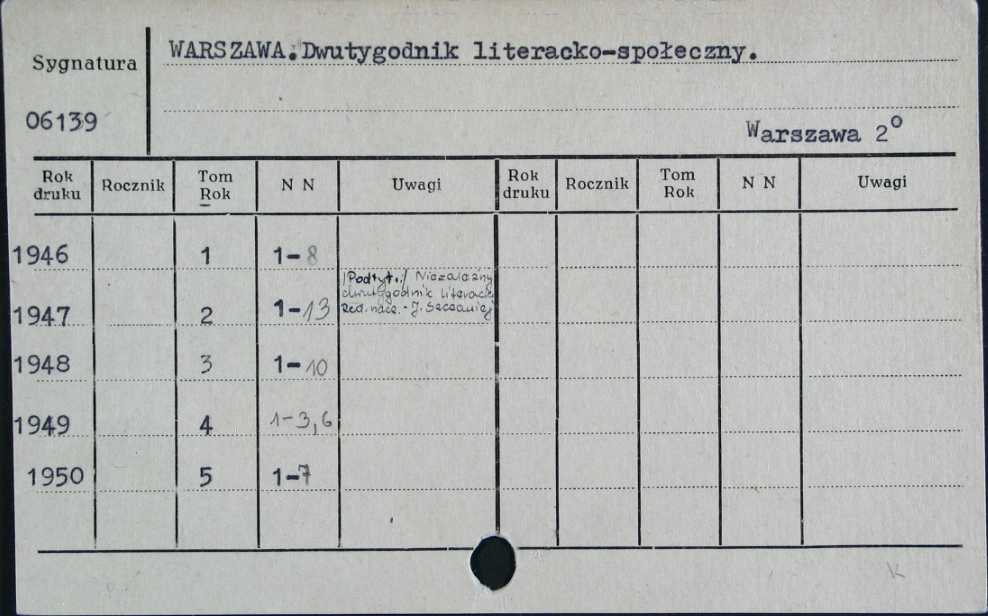 WARSZAWA.Dwutygodnik literacko-społeczny.
Sygnatura
06139
Warszawa 2°
Rok druku Rocznik Tom Rok N N Uwagi Rok druku Rocznik Tom Rok N N Uwagi
1946 1 1-8
/Podtyt./ Niezależny
dwutygodnik literack
1947 2 1-13 Red. nacz. - J.
1948 3 1-10
1949 4 1-3,6
1950 5 1-7
K